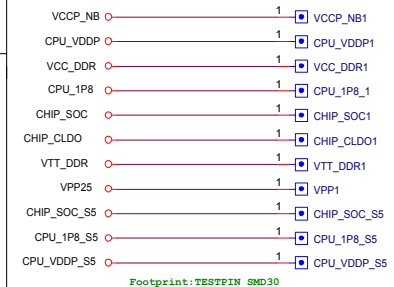 VCCP_NB 1 VCCP_NB1
CPU_VDDP 1 CPU_VDDP1
VCC_DDR 1 VCC_DDR1
CPU_1P8 1 CPU_1P8_1
CHIP_SOC 1 CHIP_SOC1
CHIP_CLDO 1 CHIP_CLDO1
VTT_DDR 1 VTT_DDR1
VPP25 1 VPP1
CHIP_SOC_S5 1 CHIP_SOC_S5
CPU_1P8_S5 1 CPU_1P8_S5
CPU_VDDP_S5 1 CPU_VDDP_S5
Footprint:TESTPIN SMD30